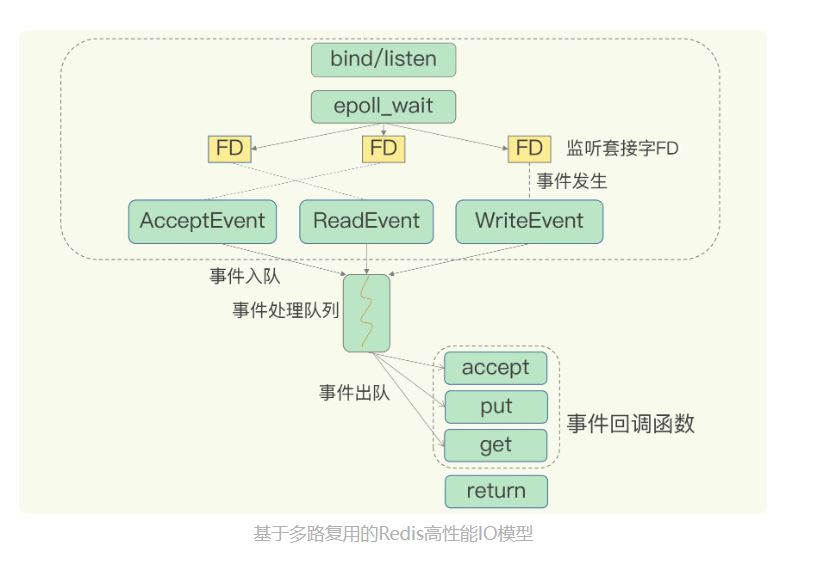 bind/listen
epoll_wait
FD
FD
FD
监听套接字FD
事件发生
AcceptEvent
ReadEvent
WriteEvent
事件入队
事件处理队列
事件出队
accept
put
get
事件回调函数
return
基于多路复用的Redis高性能IO模型